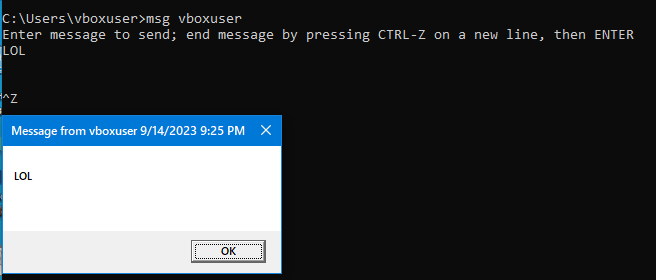 C:\Users\vboxuser>msg vboxuser
Enter message to send; end message by pressing CTRL-Z on a new line, then ENTER
LOL
^Z
Message from vboxuser 9/14/2023 9:25 PM
LOL
OK